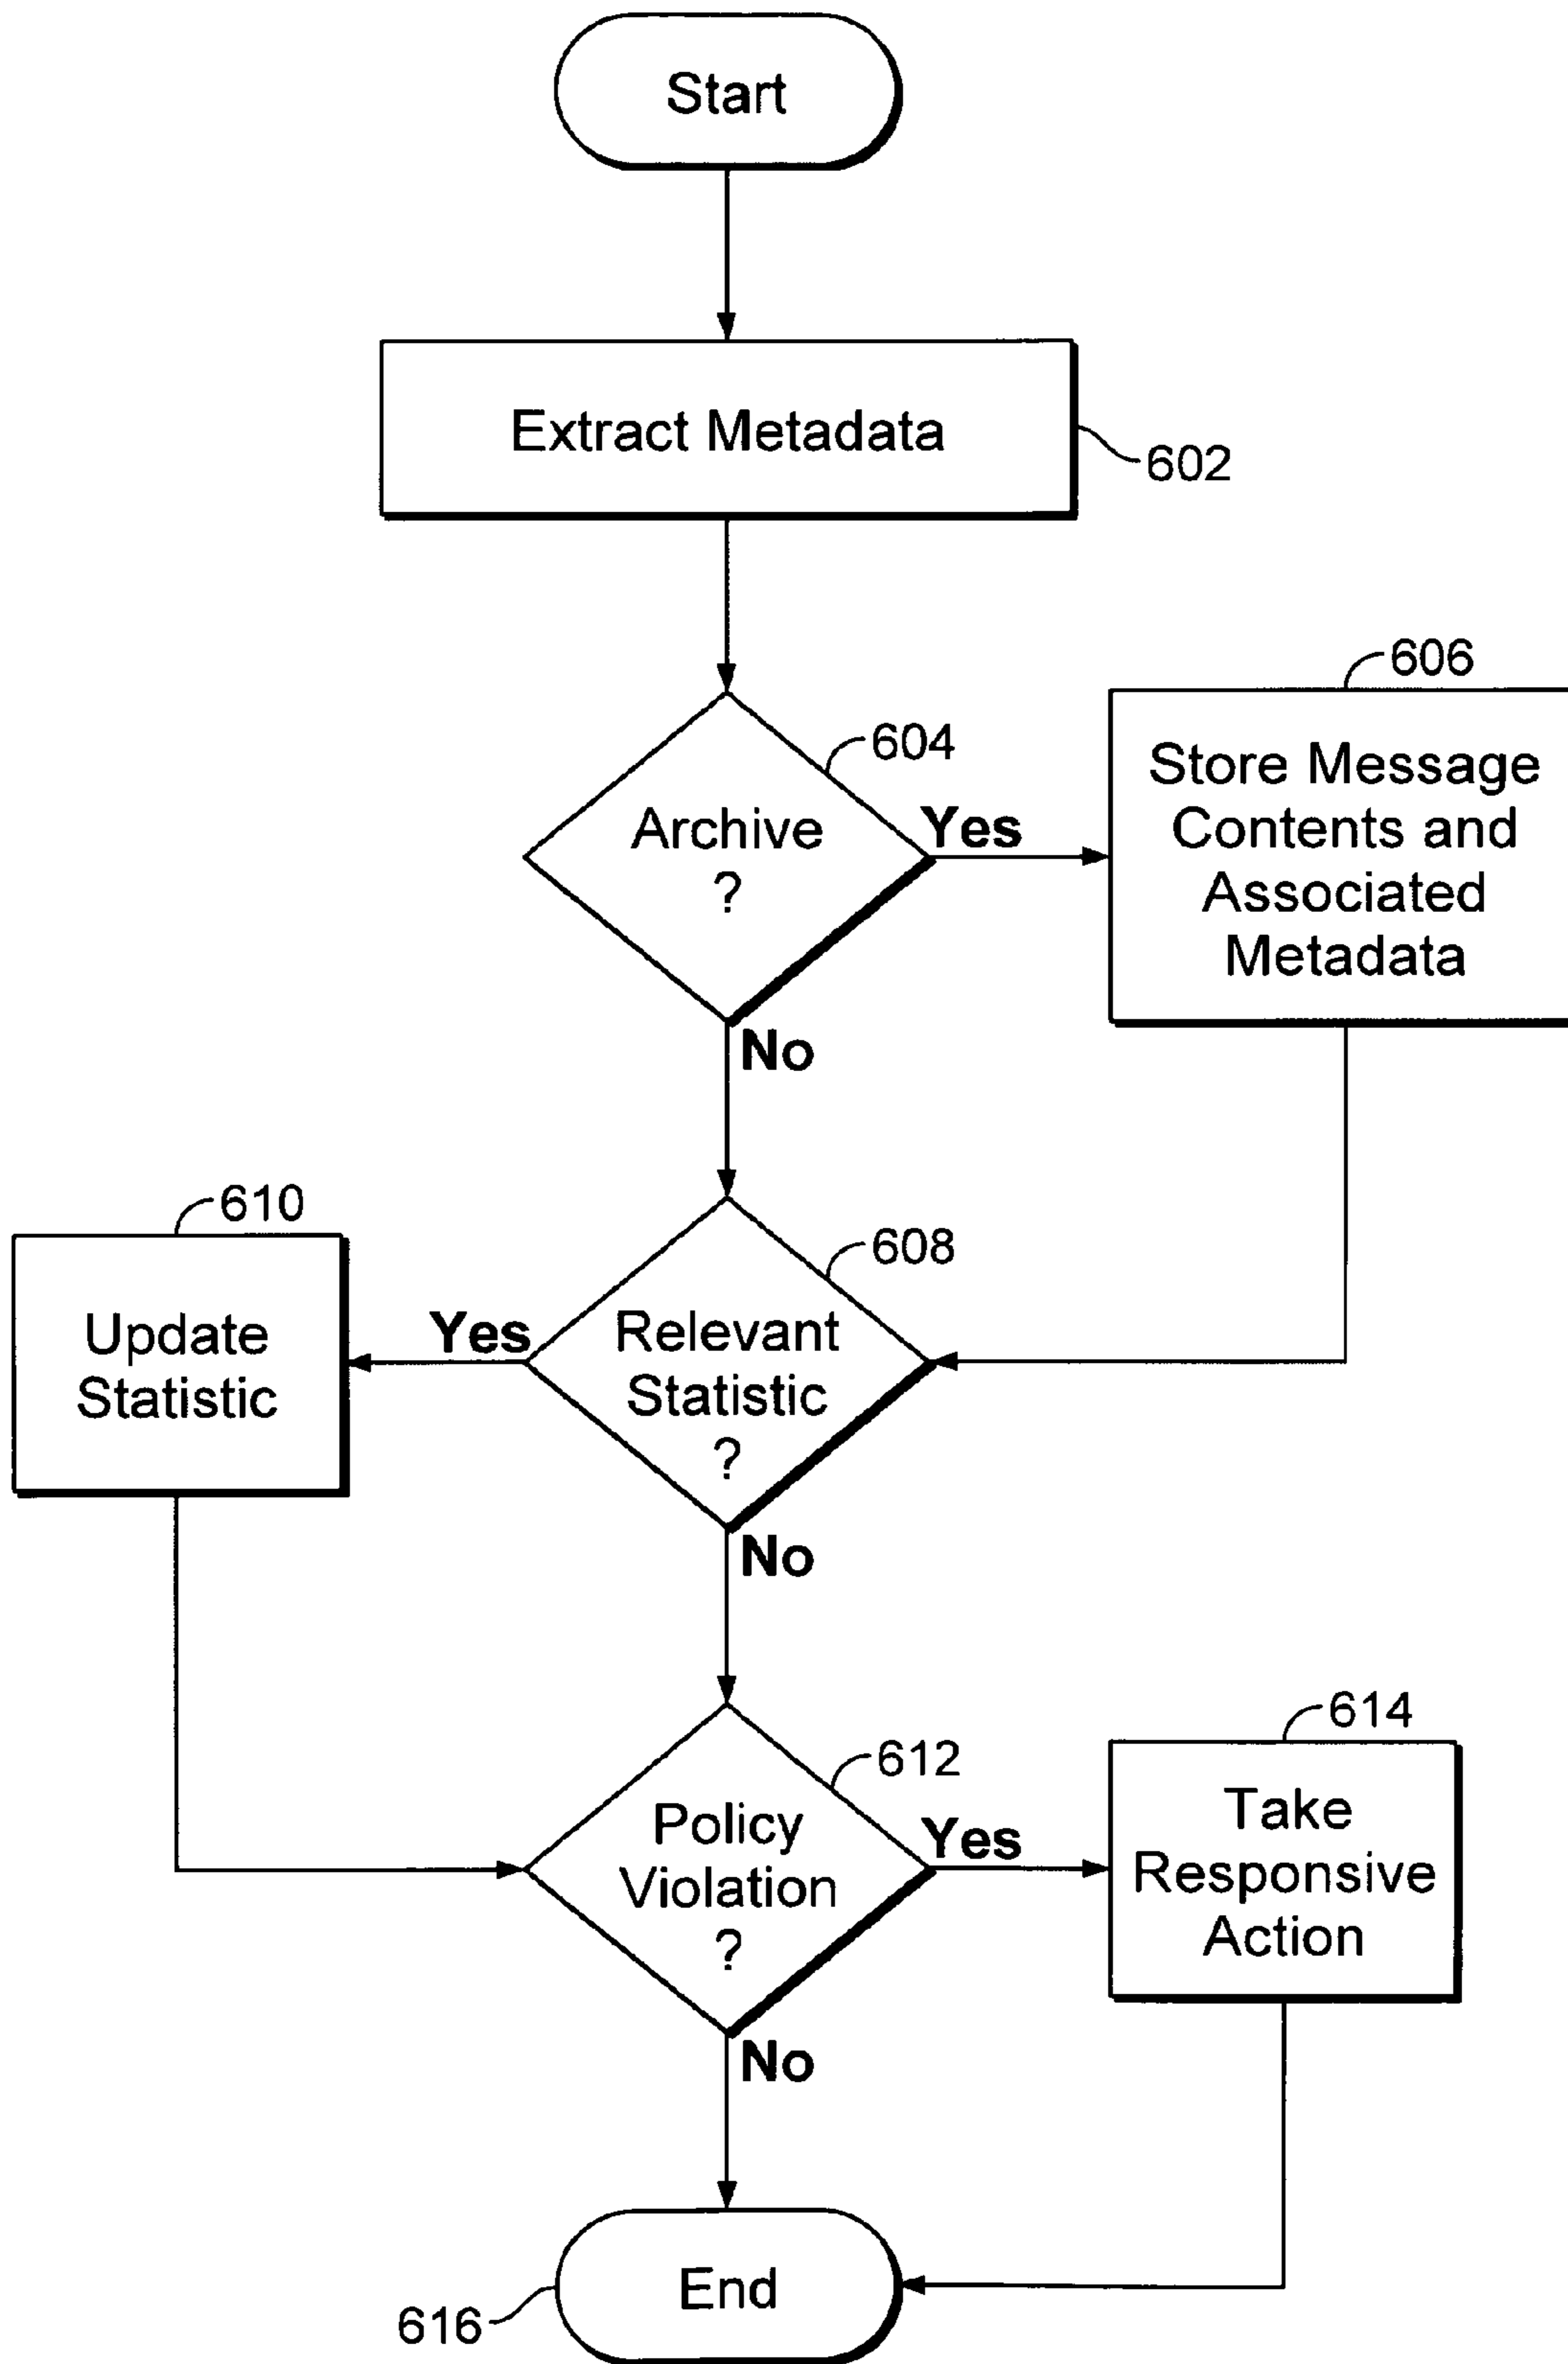 Start
Extract Metadata
602
606
604
Archive
?
Yes
Store Message
Contents and
Associated
Metadata
No
610
608
Update
Statistic
Yes
Relevant
Statistic
?
No
614
612
Policy
Violation
?
Yes
Take
Responsive
Action
No
End
616